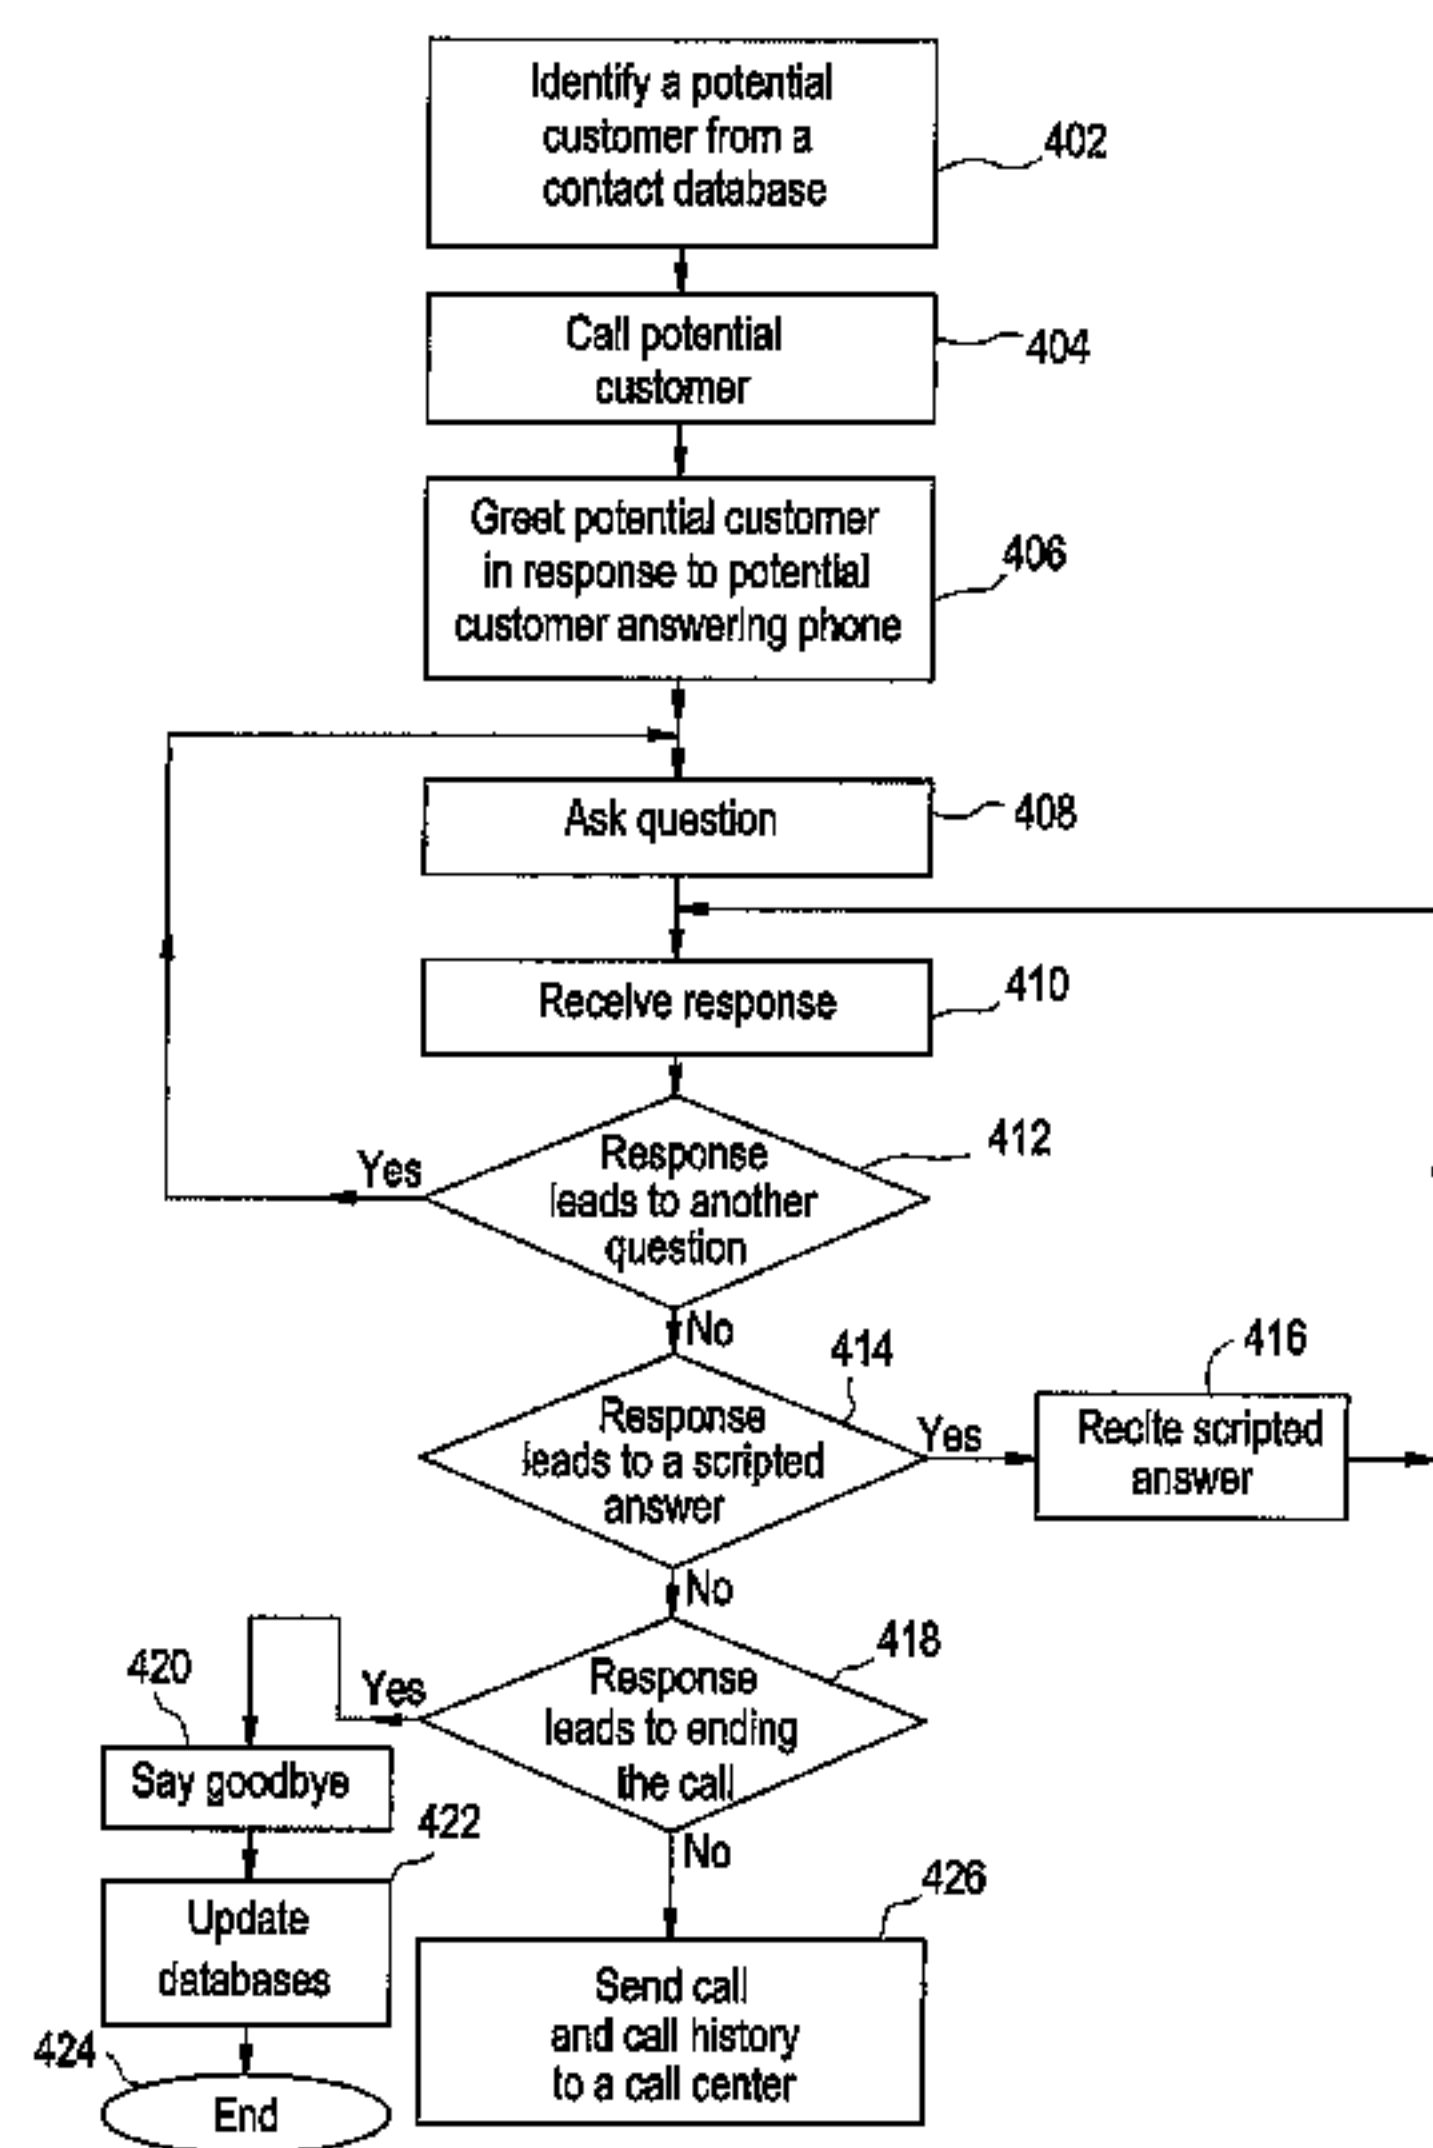 Identify a potential
customer from a
contact database
402
Call potential
customer
404
Greet potential customer
in response to potential
customer answering phone
406
Ask question
408
Receive response
410
Response
leads to another
question
412
Yes
No
Response
leads to a scripted
answer
414
Yes
Recite scripted
answer
416
No
Response
leads to ending
the call
418
Yes
420
Say goodbye
422
Update
databases
424
End
No
426
Send call
and call history
to a call center